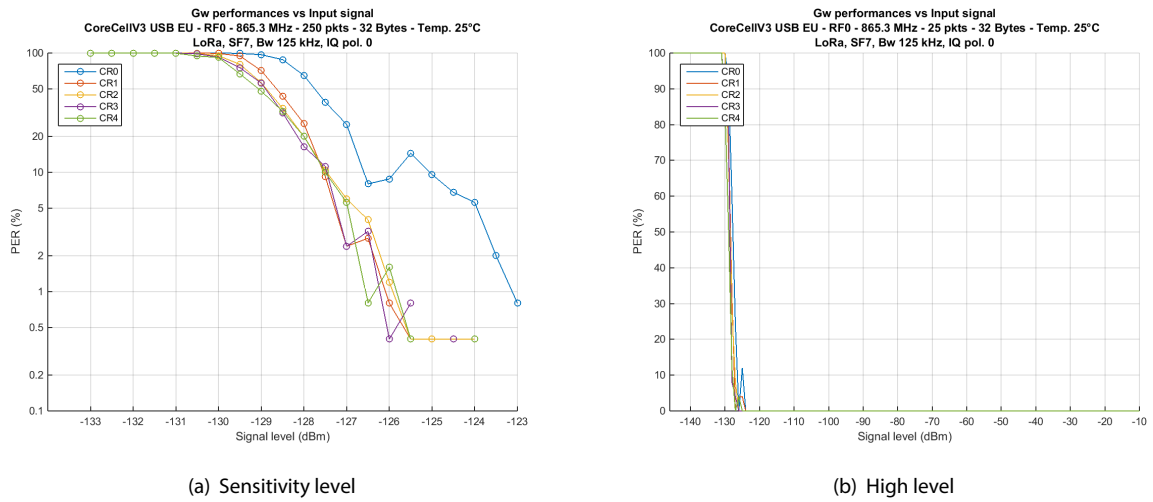 Gw performances vs Input signal
CoreCellV3 USB EU - RF0 - 865.3 MHz - 250 pkts - 32 Bytes - Temp. 25°C
LoRa, SF7, Bw 125 kHz, IQ pol. 0
100
50
20
10
5
2
1
0.5
0.2
0.1
PER (%)
CR0
CR1
CR2
CR3
CR4
-133 -132 -131 -130 -129 -128 -127 -126 -125 -124 -123
Signal level (dBm)
(a) Sensitivity level
Gw performances vs Input signal
CoreCellV3 USB EU - RF0 - 865.3 MHz - 25 pkts - 32 Bytes - Temp. 25°C
LoRa, SF7, Bw 125 kHz, IQ pol. 0
100
90
80
70
60
50
40
30
20
10
0
PER (%)
CR0
CR1
CR2
CR3
CR4
-140 -130 -120 -110 -100 -90 -80 -70 -60 -50 -40 -30 -20 -10
Signal level (dBm)
(b) High level